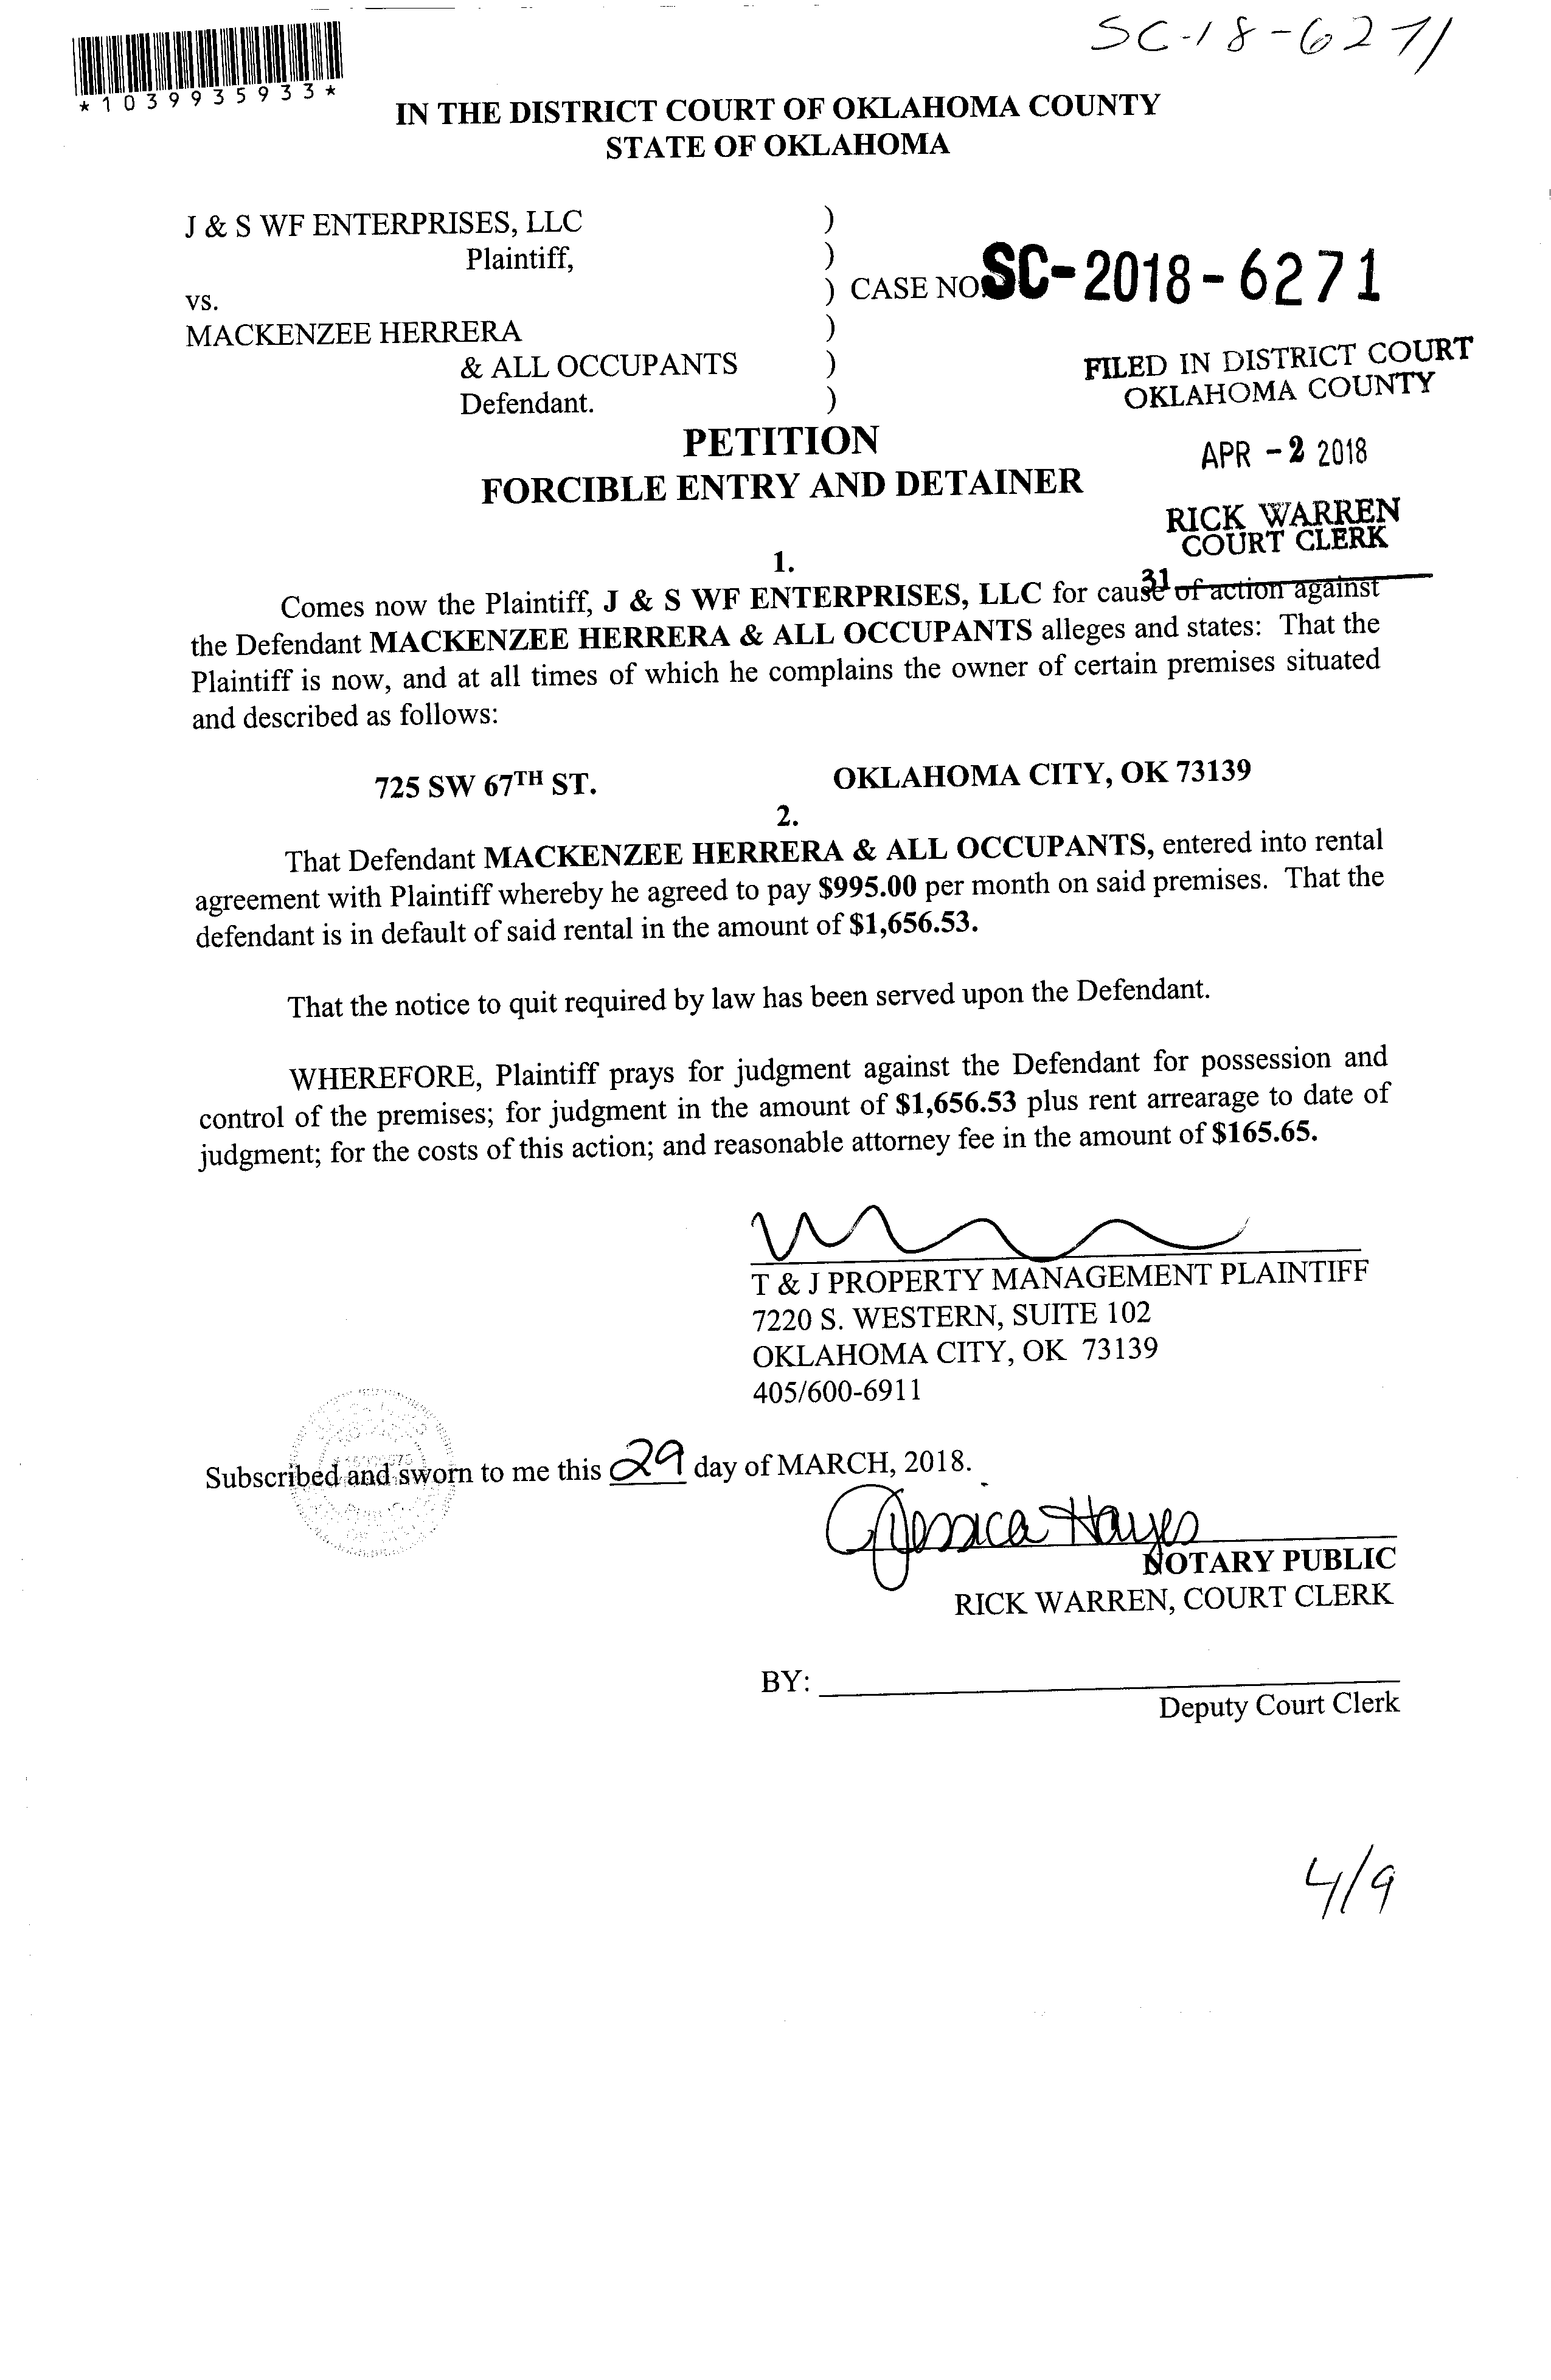 SC-18-6271
*1039935933*
IN THE DISTRICT COURT OF OKLAHOMA COUNTY
STATE OF OKLAHOMA
J & S WF ENTERPRISES, LLC )
Plaintiff, )
) CASE NO. SC-2018-6271
vs.
MACKENZEE HERRERA )
& ALL OCCUPANTS )
Defendant. )
FILED IN DISTRICT COURT
OKLAHOMA COUNTY
PETITION
APR -2 2018
FORCIBLE ENTRY AND DETAINER
RICK WARREN
COURT CLERK
31
1.
Comes now the Plaintiff, J & S WF ENTERPRISES, LLC for cause of action against
the Defendant MACKENZEE HERRERA & ALL OCCUPANTS alleges and states: That the
Plaintiff is now, and at all times of which he complains the owner of certain premises situated
and described as follows:
725 SW 67TH ST. OKLAHOMA CITY, OK 73139
2.
That Defendant MACKENZEE HERRERA & ALL OCCUPANTS, entered into rental
agreement with Plaintiff whereby he agreed to pay $995.00 per month on said premises. That the
defendant is in default of said rental in the amount of $1,656.53.
That the notice to quit required by law has been served upon the Defendant.
WHEREFORE, Plaintiff prays for judgment against the Defendant for possession and
control of the premises; for judgment in the amount of $1,656.53 plus rent arrearage to date of
judgment; for the costs of this action; and reasonable attorney fee in the amount of $165.65.
T & J PROPERTY MANAGEMENT PLAINTIFF
7220 S. WESTERN, SUITE 102
OKLAHOMA CITY, OK 73139
405/600-6911
Subscribed and sworn to me this 29 day of MARCH, 2018.
Jessica Hayes
NOTARY PUBLIC
RICK WARREN, COURT CLERK
BY:
Deputy Court Clerk
4/9